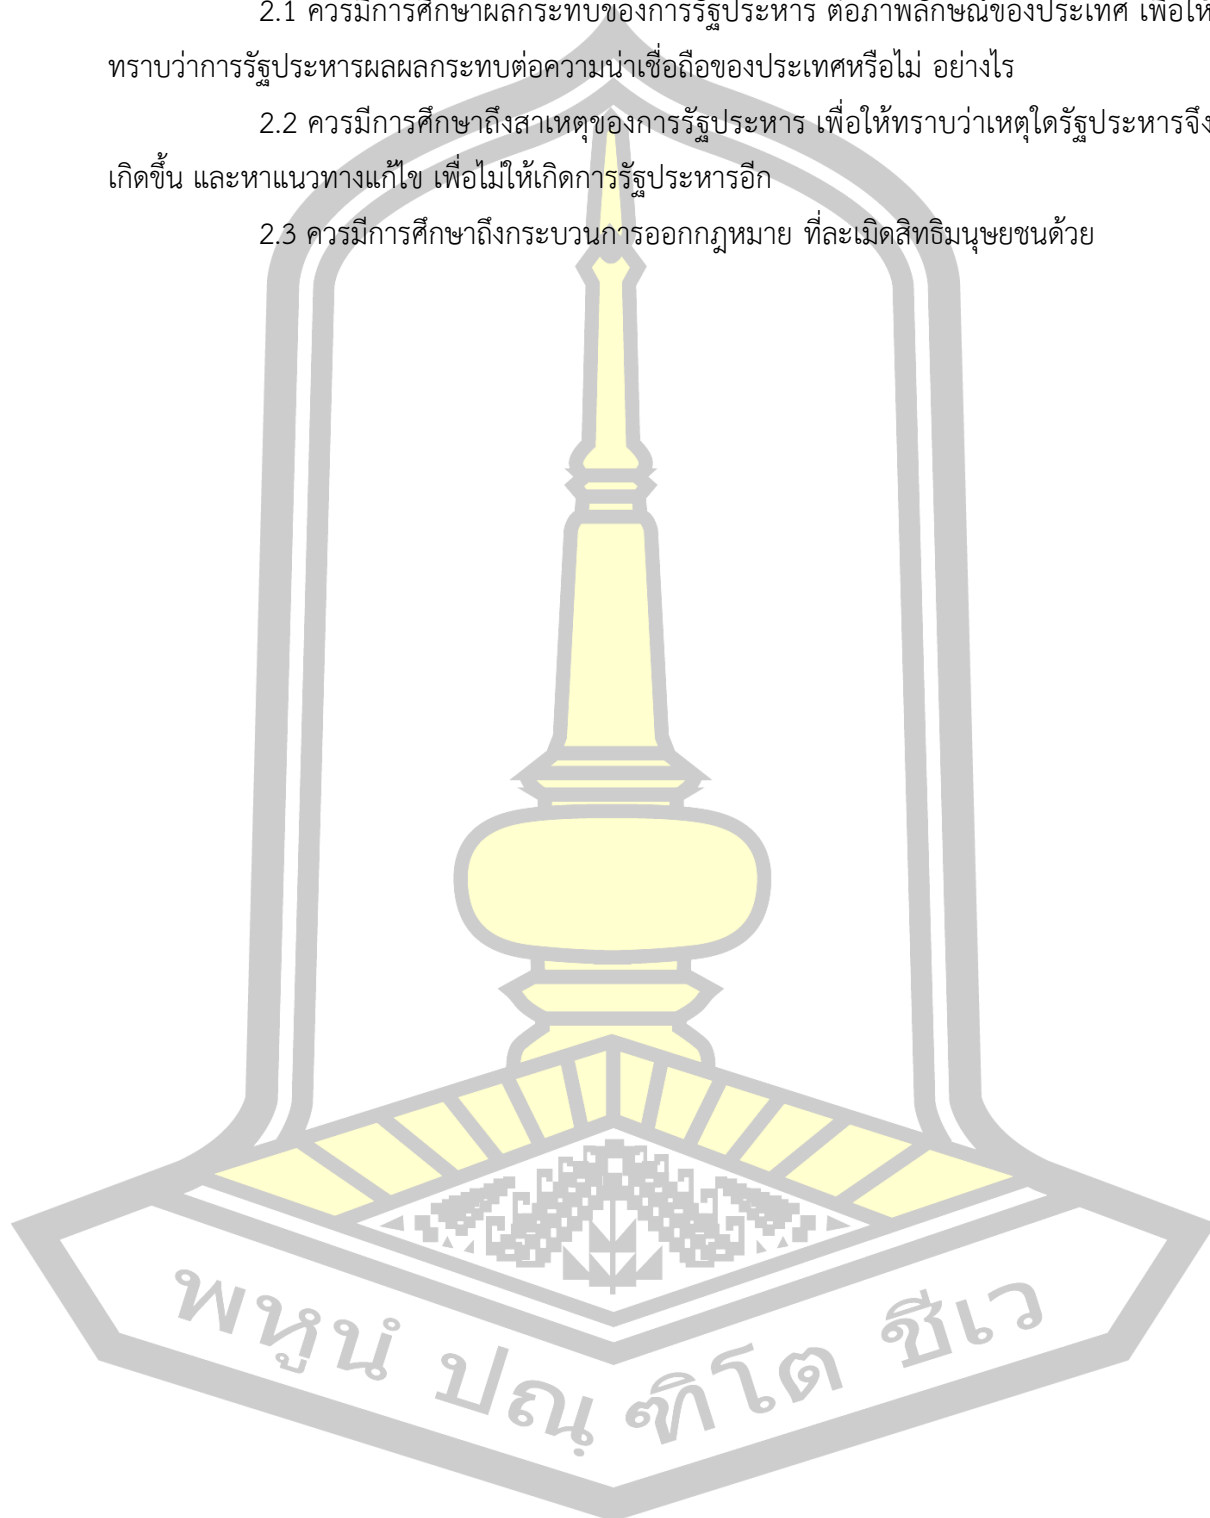 2.1 ควรมีการศึกษาผลกระทบของการรัฐประหาร ต่อภาพลักษณ์ของประเทศ เพื่อให้
ทราบว่าการรัฐประหารผลผลกระทบต่อความน่าเชื่อถือของประเทศหรือไม่ อย่างไร
2.2 ควรมีการศึกษาถึงสาเหตุของการรัฐประหาร เพื่อให้ทราบว่าเหตุใดรัฐประหารจึง
เกิดขึ้น และหาแนวทางแก้ไข เพื่อไม่ให้เกิดการรัฐประหารอีก
2.3 ควรมีการศึกษาถึงกระบวนการออกกฎหมาย ที่ละเมิดสิทธิมนุษยชนด้วย
พหูนํ ปณฺฑิโต ชีเว